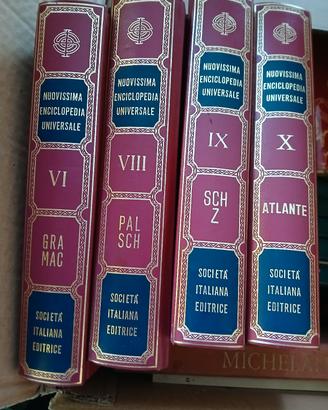 NUOVISSIMA
ENCICLOPEDIA
UNIVERSALE
VI
GRA
MAC
SOCIETÀ
ITALIANA
EDITRICE
NUOVISSIMA
ENCICLOPEDIA
UNIVERSALE
VIII
PAL
SCH
SOCIETÀ
ITALIANA
EDITRICE
NUOVISSIMA
ENCICLOPEDIA
UNIVERSALE
IX
SCH
Z
SOCIETÀ
ITALIANA
EDITRICE
NUOVISSIMA
ENCICLOPEDIA
UNIVERSALE
X
ATLANTE
SOCIETÀ
ITALIANA
EDITRICE